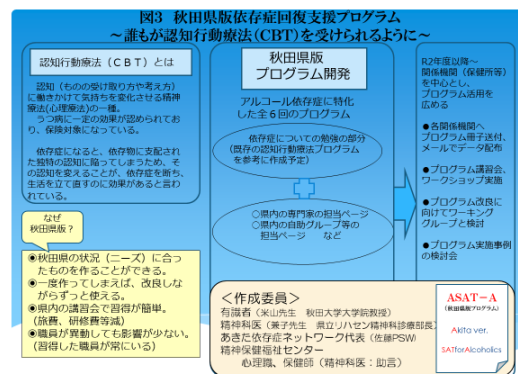 図3 秋田県版依存症回復支援プログラム
～誰もが認知行動療法(CBT)を受けられるように～
認知行動療法(CBT)とは
認知(ものの受け取り方や考え方)
に働きかけて気持ちを変化させる精神
療法(心理療法)の一種。
うつ病に一定の効果が認められてお
り、保険対象になっている。
依存症になると、依存物に支配され
た独特の認知に陥ってしまうため、そ
の認知を変えることが、依存症を断ち、
生活を立て直すのに効果があると言わ
れている。
なぜ
秋田県版?
◉秋田県の状況(ニーズ)に合っ
たものを作ることができる。
◉一度作ってしまえば、改良しな
がらずっと使える。
◉県内の講習会で習得が簡単。
(旅費、研修費等減)
◉職員が異動しても影響が少ない。
(習得した職員が常にいる)
秋田県版
プログラム開発
アルコール依存症に特化
した全6回のプログラム
依存症についての勉強の部分
(既存の認知行動療法プログラム
を参考に作成予定)
○県内の専門家の担当ページ
○県内の自助グループ等の
担当ページ など
R2年度以降～
関係機関(保健所等)
を中心とし、
プログラム活用を
広める
●各関係機関へ
プログラム冊子送付、
メールでデータ配布
●プログラム講習会、
ワークショップ実施
●プログラム改良に
向けてワーキング
グループと検討
●プログラム実施事例
の検討会
＜作成委員＞
有識者(米山先生 秋田大学大学院教授)
精神科医(兼子先生 県立リハセン精神科診療部長)
あきた依存症ネットワーク代表(佐藤PSW)
精神保健福祉センター
心理職、保健師(精神科医：助言)
ASAT－A
(秋田県版プログラム)
Akita ver.
SATforAlcoholics